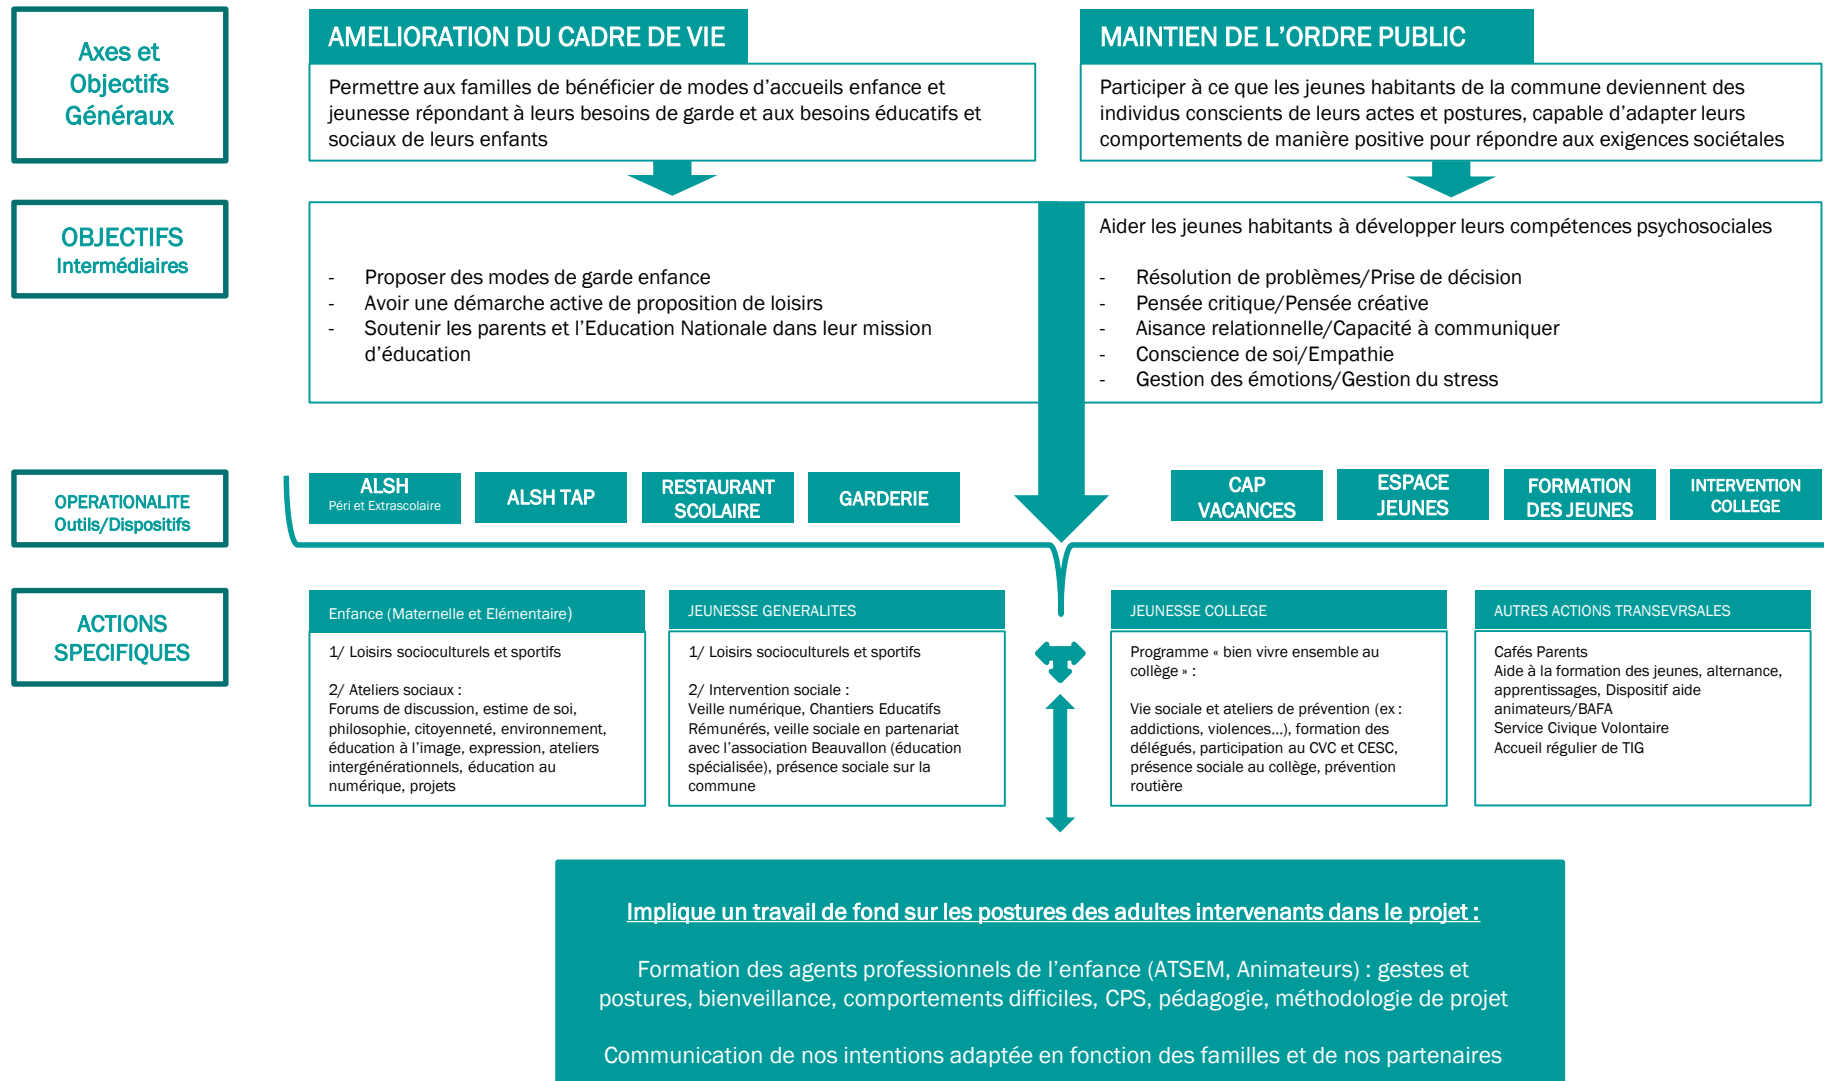 Axes et
Objectifs
Généraux
AMELIORATION DU CADRE DE VIE
Permettre aux familles de bénéficier de modes d’accueils enfance et
jeunesse répondant à leurs besoins de garde et aux besoins éducatifs et
sociaux de leurs enfants
MAINTIEN DE L’ORDRE PUBLIC
Participer à ce que les jeunes habitants de la commune deviennent des
individus conscients de leurs actes et postures, capable d’adapter leurs
comportements de manière positive pour répondre aux exigences sociétales
OBJECTIFS
Intermédiaires
- Proposer des modes de garde enfance
- Avoir une démarche active de proposition de loisirs
- Soutenir les parents et l’Education Nationale dans leur mission
d’éducation
Aider les jeunes habitants à développer leurs compétences psychosociales
- Résolution de problèmes/Prise de décision
- Pensée critique/Pensée créative
- Aisance relationnelle/Capacité à communiquer
- Conscience de soi/Empathie
- Gestion des émotions/Gestion du stress
OPERATIONALITE
Outils/Dispositifs
ALSH
Péri et Extrascolaire
ALSH TAP
RESTAURANT
SCOLAIRE
GARDERIE
CAP
VACANCES
ESPACE
JEUNES
FORMATION
DES JEUNES
INTERVENTION
COLLEGE
ACTIONS
SPECIFIQUES
Enfance (Maternelle et Elémentaire)
1/ Loisirs socioculturels et sportifs
2/ Ateliers sociaux :
Forums de discussion, estime de soi,
philosophie, citoyenneté, environnement,
éducation à l’image, expression, ateliers
intergénérationnels, éducation au
numérique, projets
JEUNESSE GENERALITES
1/ Loisirs socioculturels et sportifs
2/ Intervention sociale :
Veille numérique, Chantiers Educatifs
Rémunérés, veille sociale en partenariat
avec l’association Beauvallon (éducation
spécialisée), présence sociale sur la
commune
JEUNESSE COLLEGE
Programme « bien vivre ensemble au
collège » :
Vie sociale et ateliers de prévention (ex :
addictions, violences…), formation des
délégués, participation au CVC et CESC,
présence sociale au collège, prévention
routière
AUTRES ACTIONS TRANSEVRSALES
Cafés Parents
Aide à la formation des jeunes, alternance,
apprentissages, Dispositif aide
animateurs/BAFA
Service Civique Volontaire
Accueil régulier de TIG
Implique un travail de fond sur les postures des adultes intervenants dans le projet :
Formation des agents professionnels de l’enfance (ATSEM, Animateurs) : gestes et
postures, bienveillance, comportements difficiles, CPS, pédagogie, méthodologie de projet
Communication de nos intentions adaptée en fonction des familles et de nos partenaires